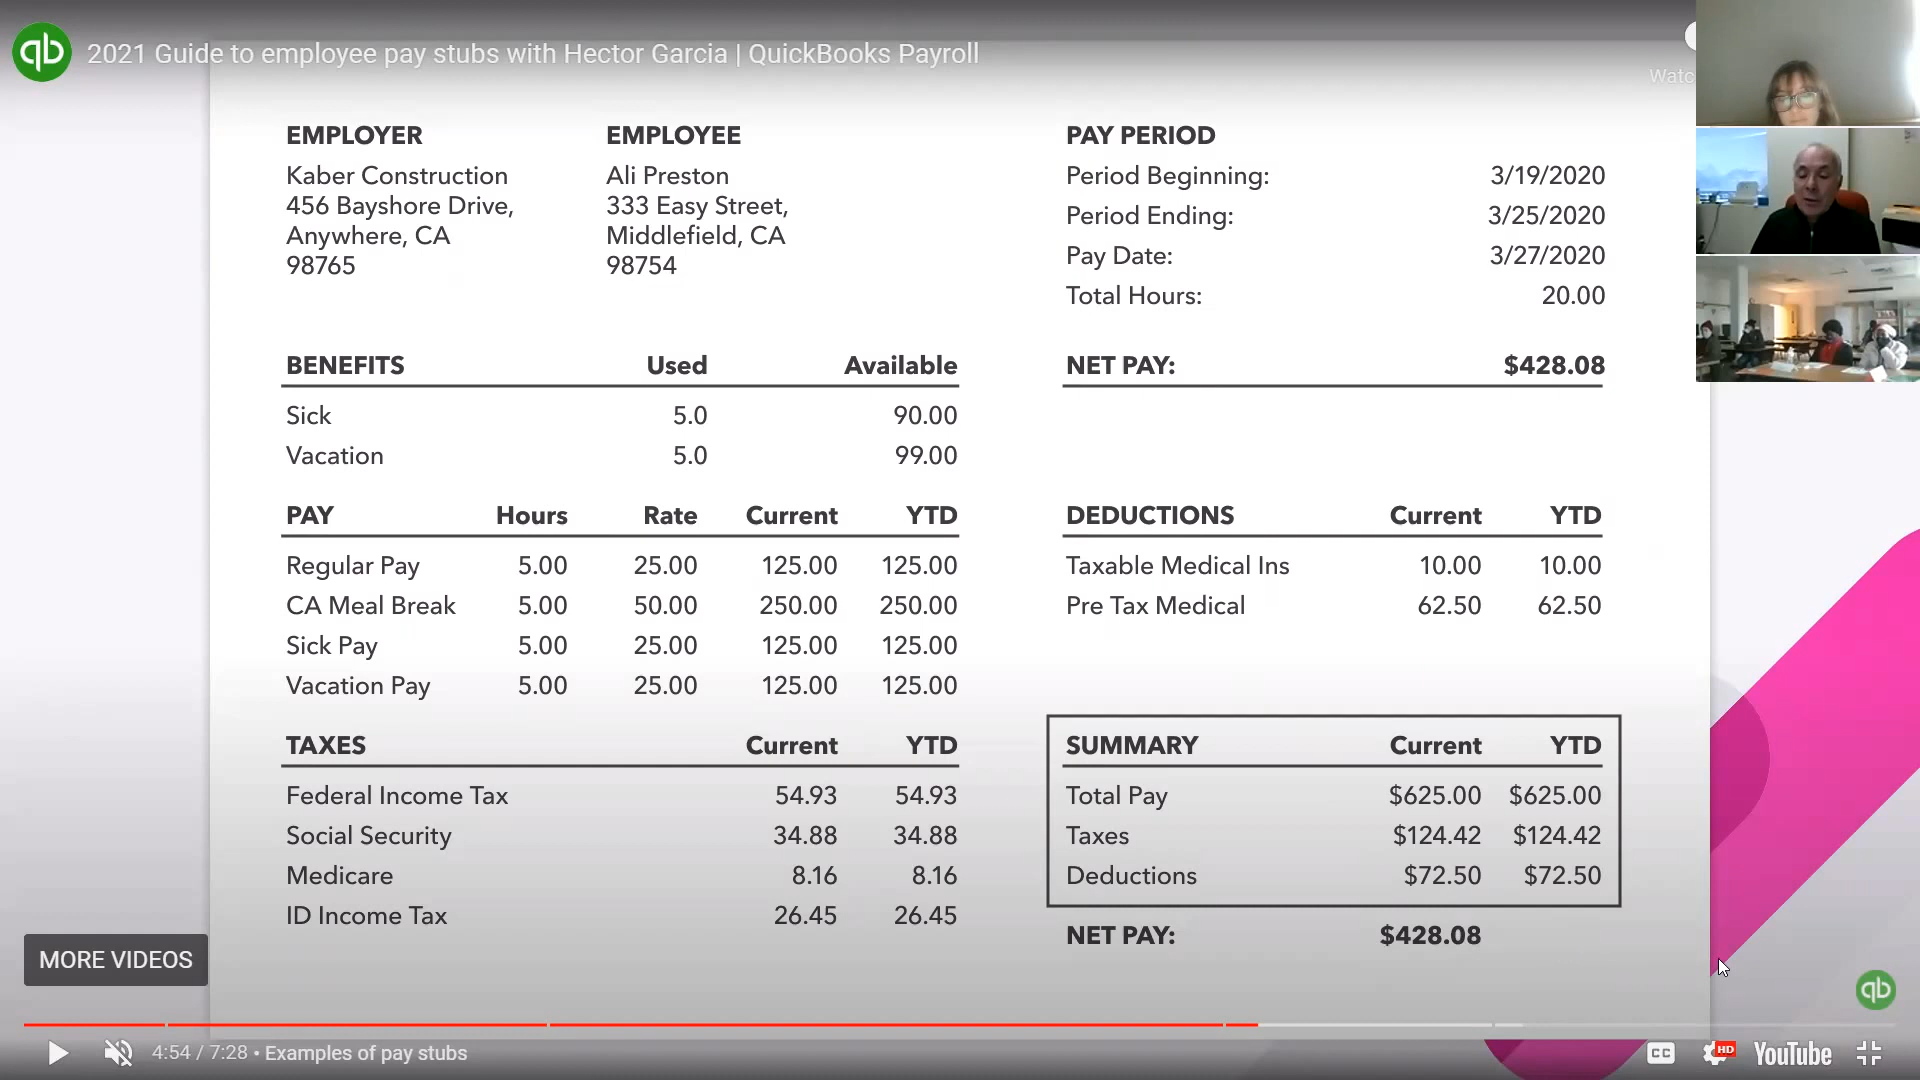 qb 2021 Guide to employee pay stubs with Hector Garcia | QuickBooks Payroll
Watc
EMPLOYER EMPLOYEE PAY PERIOD
Kaber Construction Ali Preston Period Beginning: 3/19/2020
456 Bayshore Drive, 333 Easy Street, Period Ending: 3/25/2020
Anywhere, CA Middlefield, CA Pay Date: 3/27/2020
98765 98754 Total Hours: 20.00
BENEFITS Used Available NET PAY: $428.08
Sick 5.0 90.00
Vacation 5.0 99.00
PAY Hours Rate Current YTD DEDUCTIONS Current YTD
Regular Pay 5.00 25.00 125.00 125.00 Taxable Medical Ins 10.00 10.00
CA Meal Break 5.00 50.00 250.00 250.00 Pre Tax Medical 62.50 62.50
Sick Pay 5.00 25.00 125.00 125.00
Vacation Pay 5.00 25.00 125.00 125.00
TAXES Current YTD SUMMARY Current YTD
Federal Income Tax 54.93 54.93 Total Pay $625.00 $625.00
Social Security 34.88 34.88 Taxes $124.42 $124.42
Medicare 8.16 8.16 Deductions $72.50 $72.50
ID Income Tax 26.45 26.45 NET PAY: $428.08
MORE VIDEOS
qb
4:54 / 7:28 • Examples of pay stubs CC HD YouTube